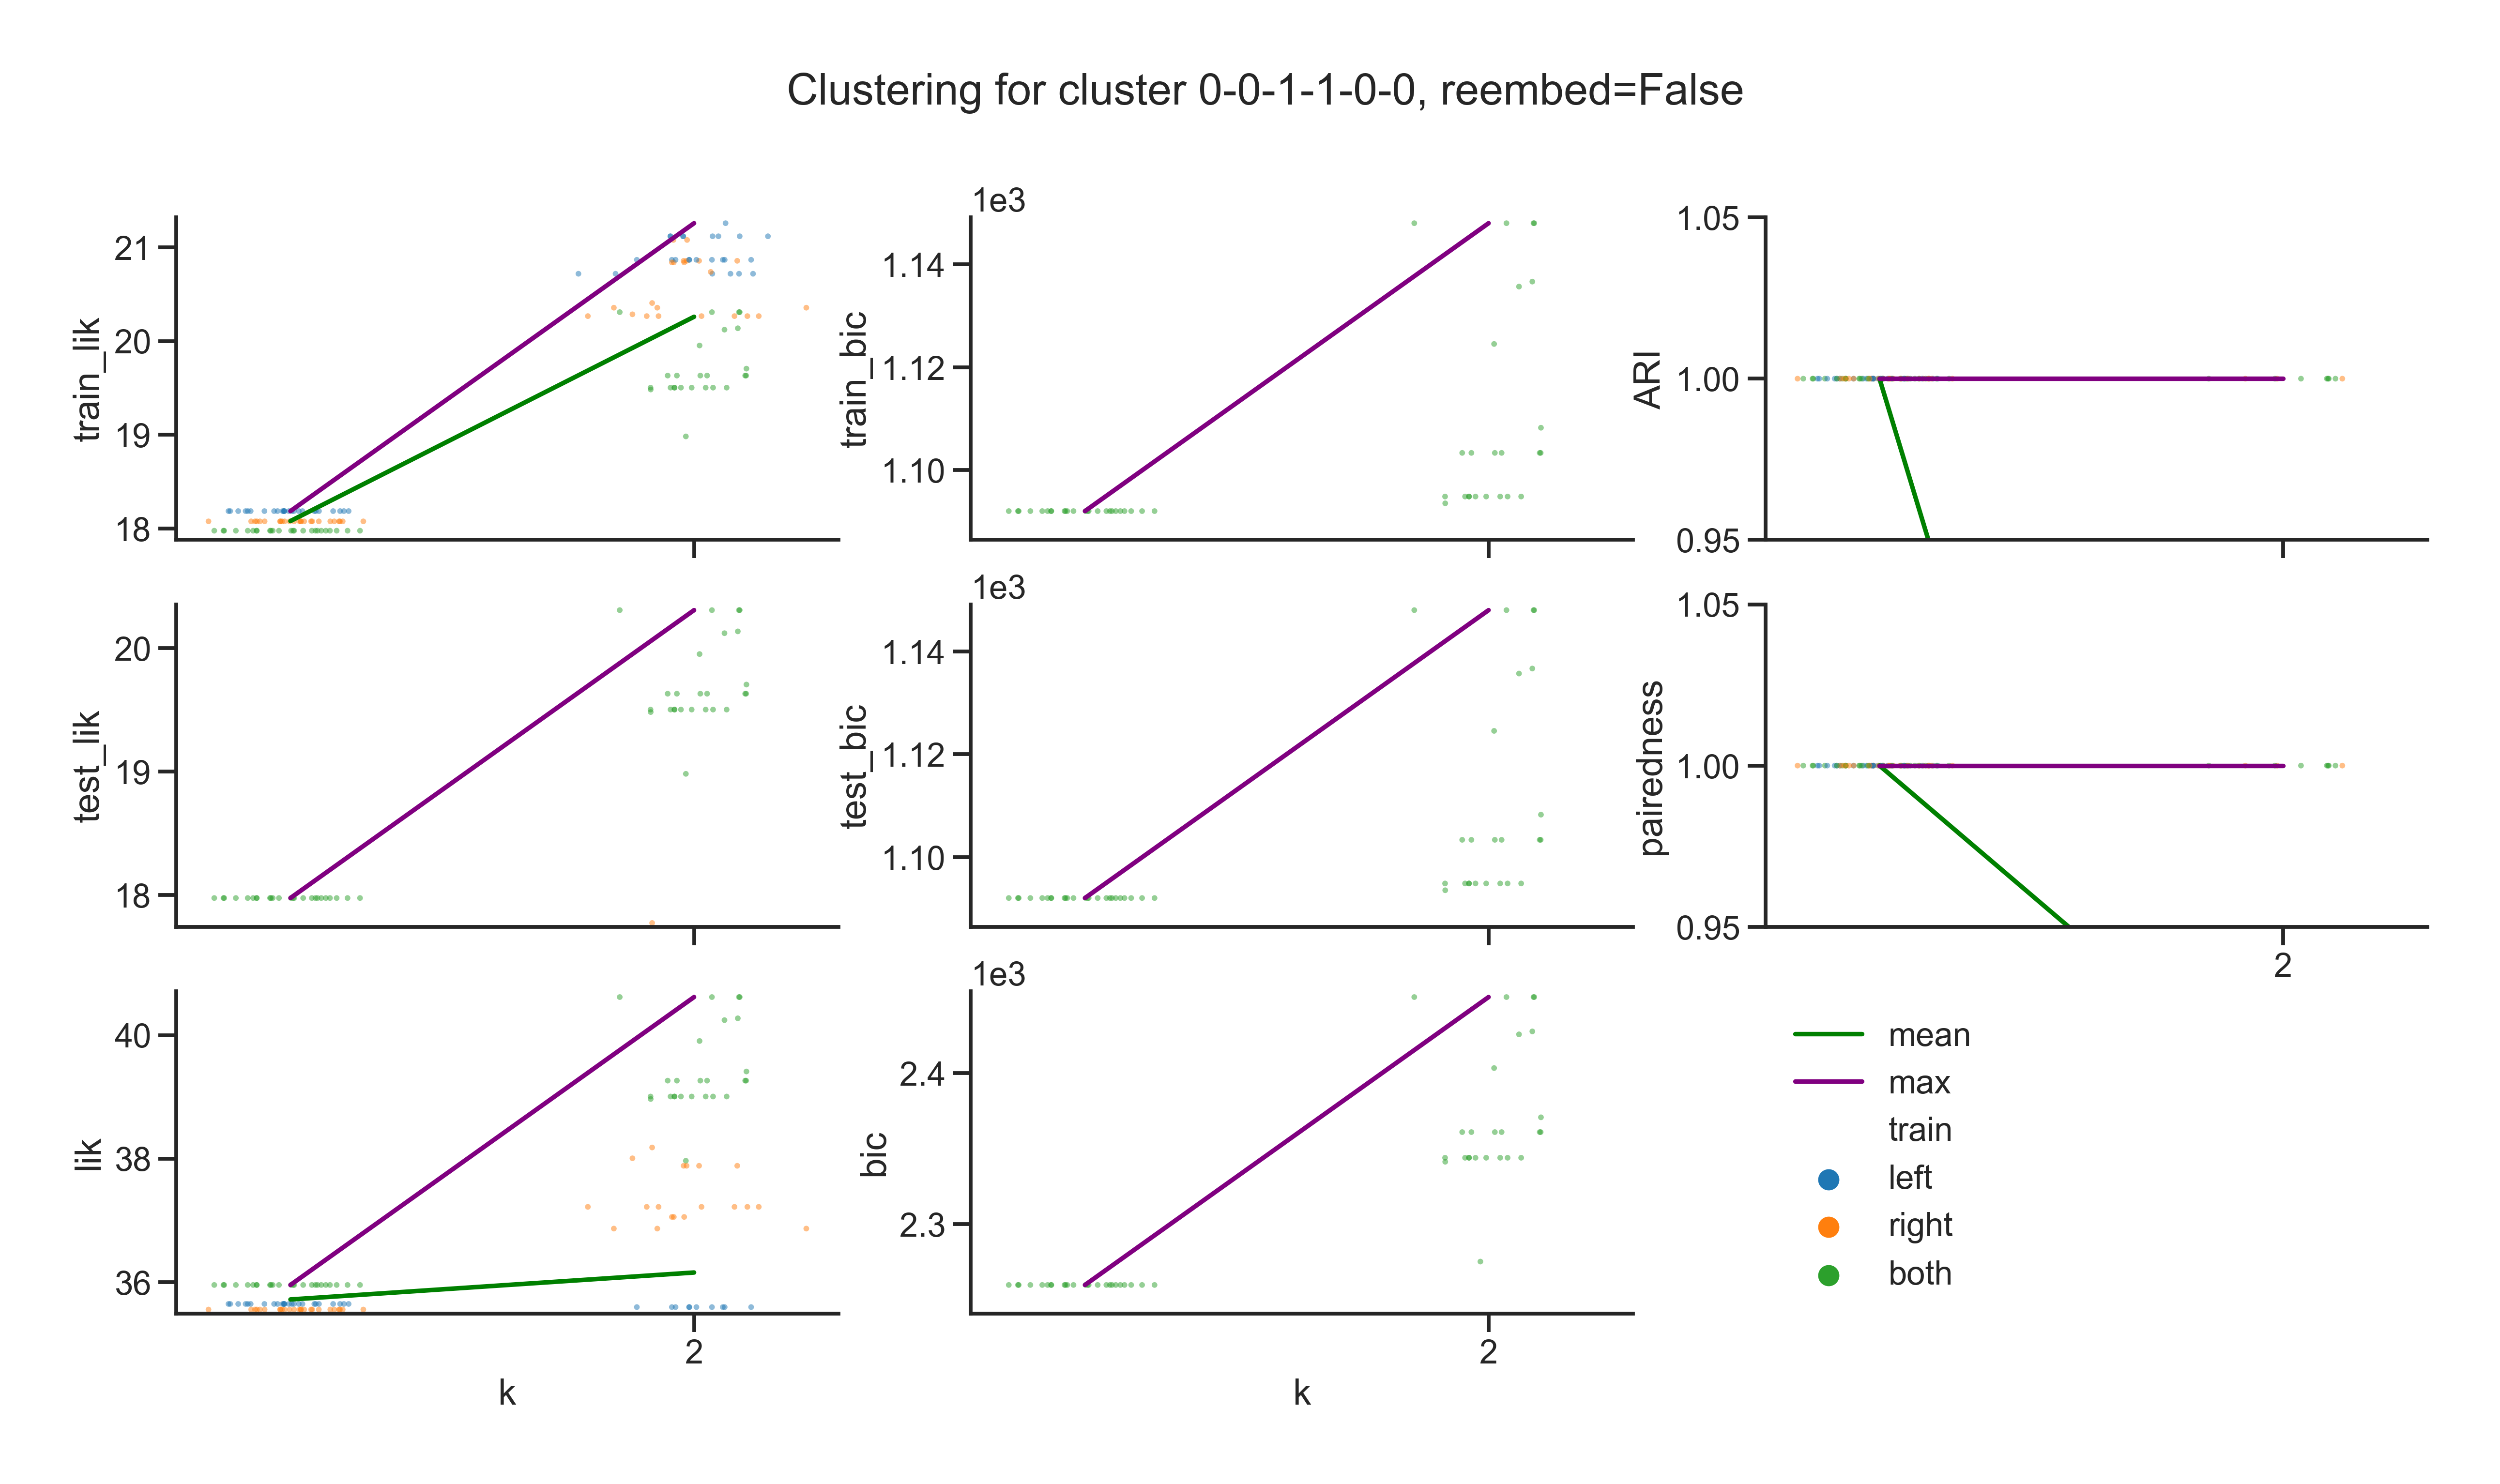 Clustering for cluster 0-0-1-1-0-0, reembed=False
train_lik
21
20
19
18
1e3
train_bic
1.14
1.12
1.10
ARI
1.05
1.00
0.95
test_lik
20
19
18
1e3
test_bic
1.14
1.12
1.10
pairedness
1.05
1.00
0.95
2
lik
40
38
36
2
k
1e3
bic
2.4
2.3
2
k
mean
max
train
left
right
both